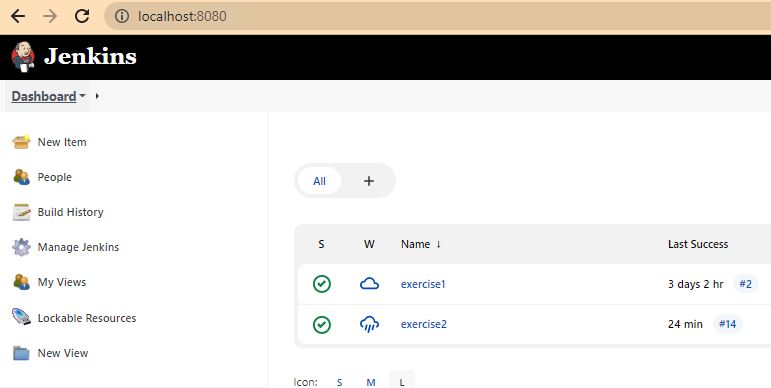 localhost:8080
Jenkins
Dashboard
New Item
People
Build History
Manage Jenkins
My Views
Lockable Resources
New View
All +
S W Name ↓ Last Success
exercise1 3 days 2 hr #2
exercise2 24 min #14
Icon: S M L